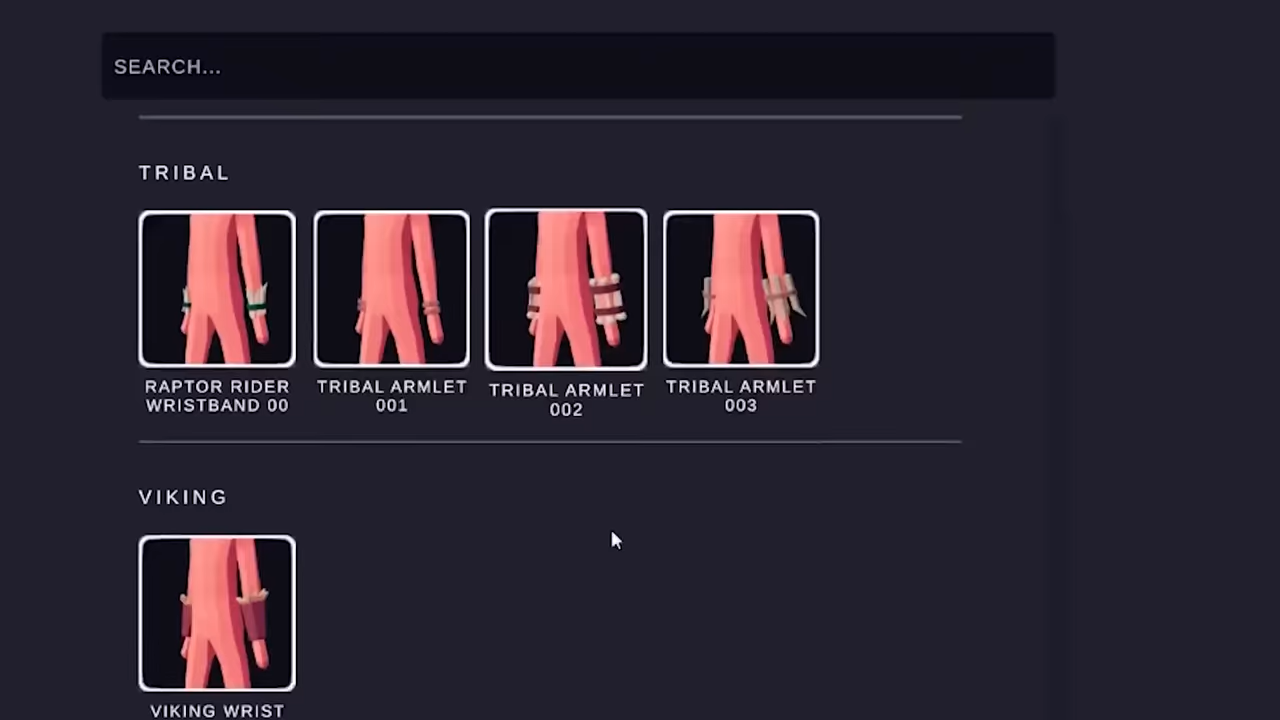 SEARCH...
TRIBAL
RAPTOR RIDER
WRISTBAND 00
TRIBAL ARMLET
001
TRIBAL ARMLET
002
TRIBAL ARMLET
003
VIKING
VIKING WRIST